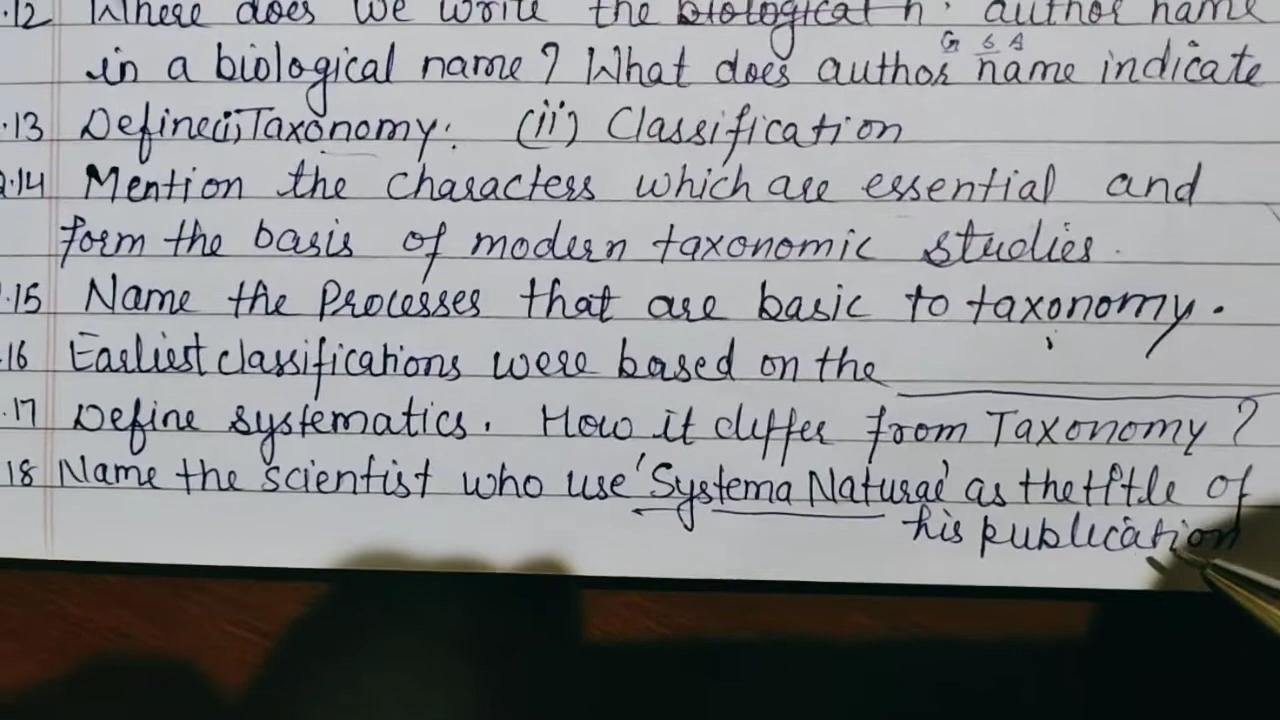 .12 Where does we write the biological n. author name
G S A
in a biological name? What does author name indicate
.13 Define(i) Taxonomy. (ii) Classification
Q.14 Mention the characters which are essential and
form the basis of modern taxonomic studies.
.15 Name the Processes that are basic to taxonomy.
.16 Earliest classifications were based on the ________
.17 Define systematics. How it differ from Taxonomy?
18 Name the scientist who use 'Systema Naturae' as the title of
his publication